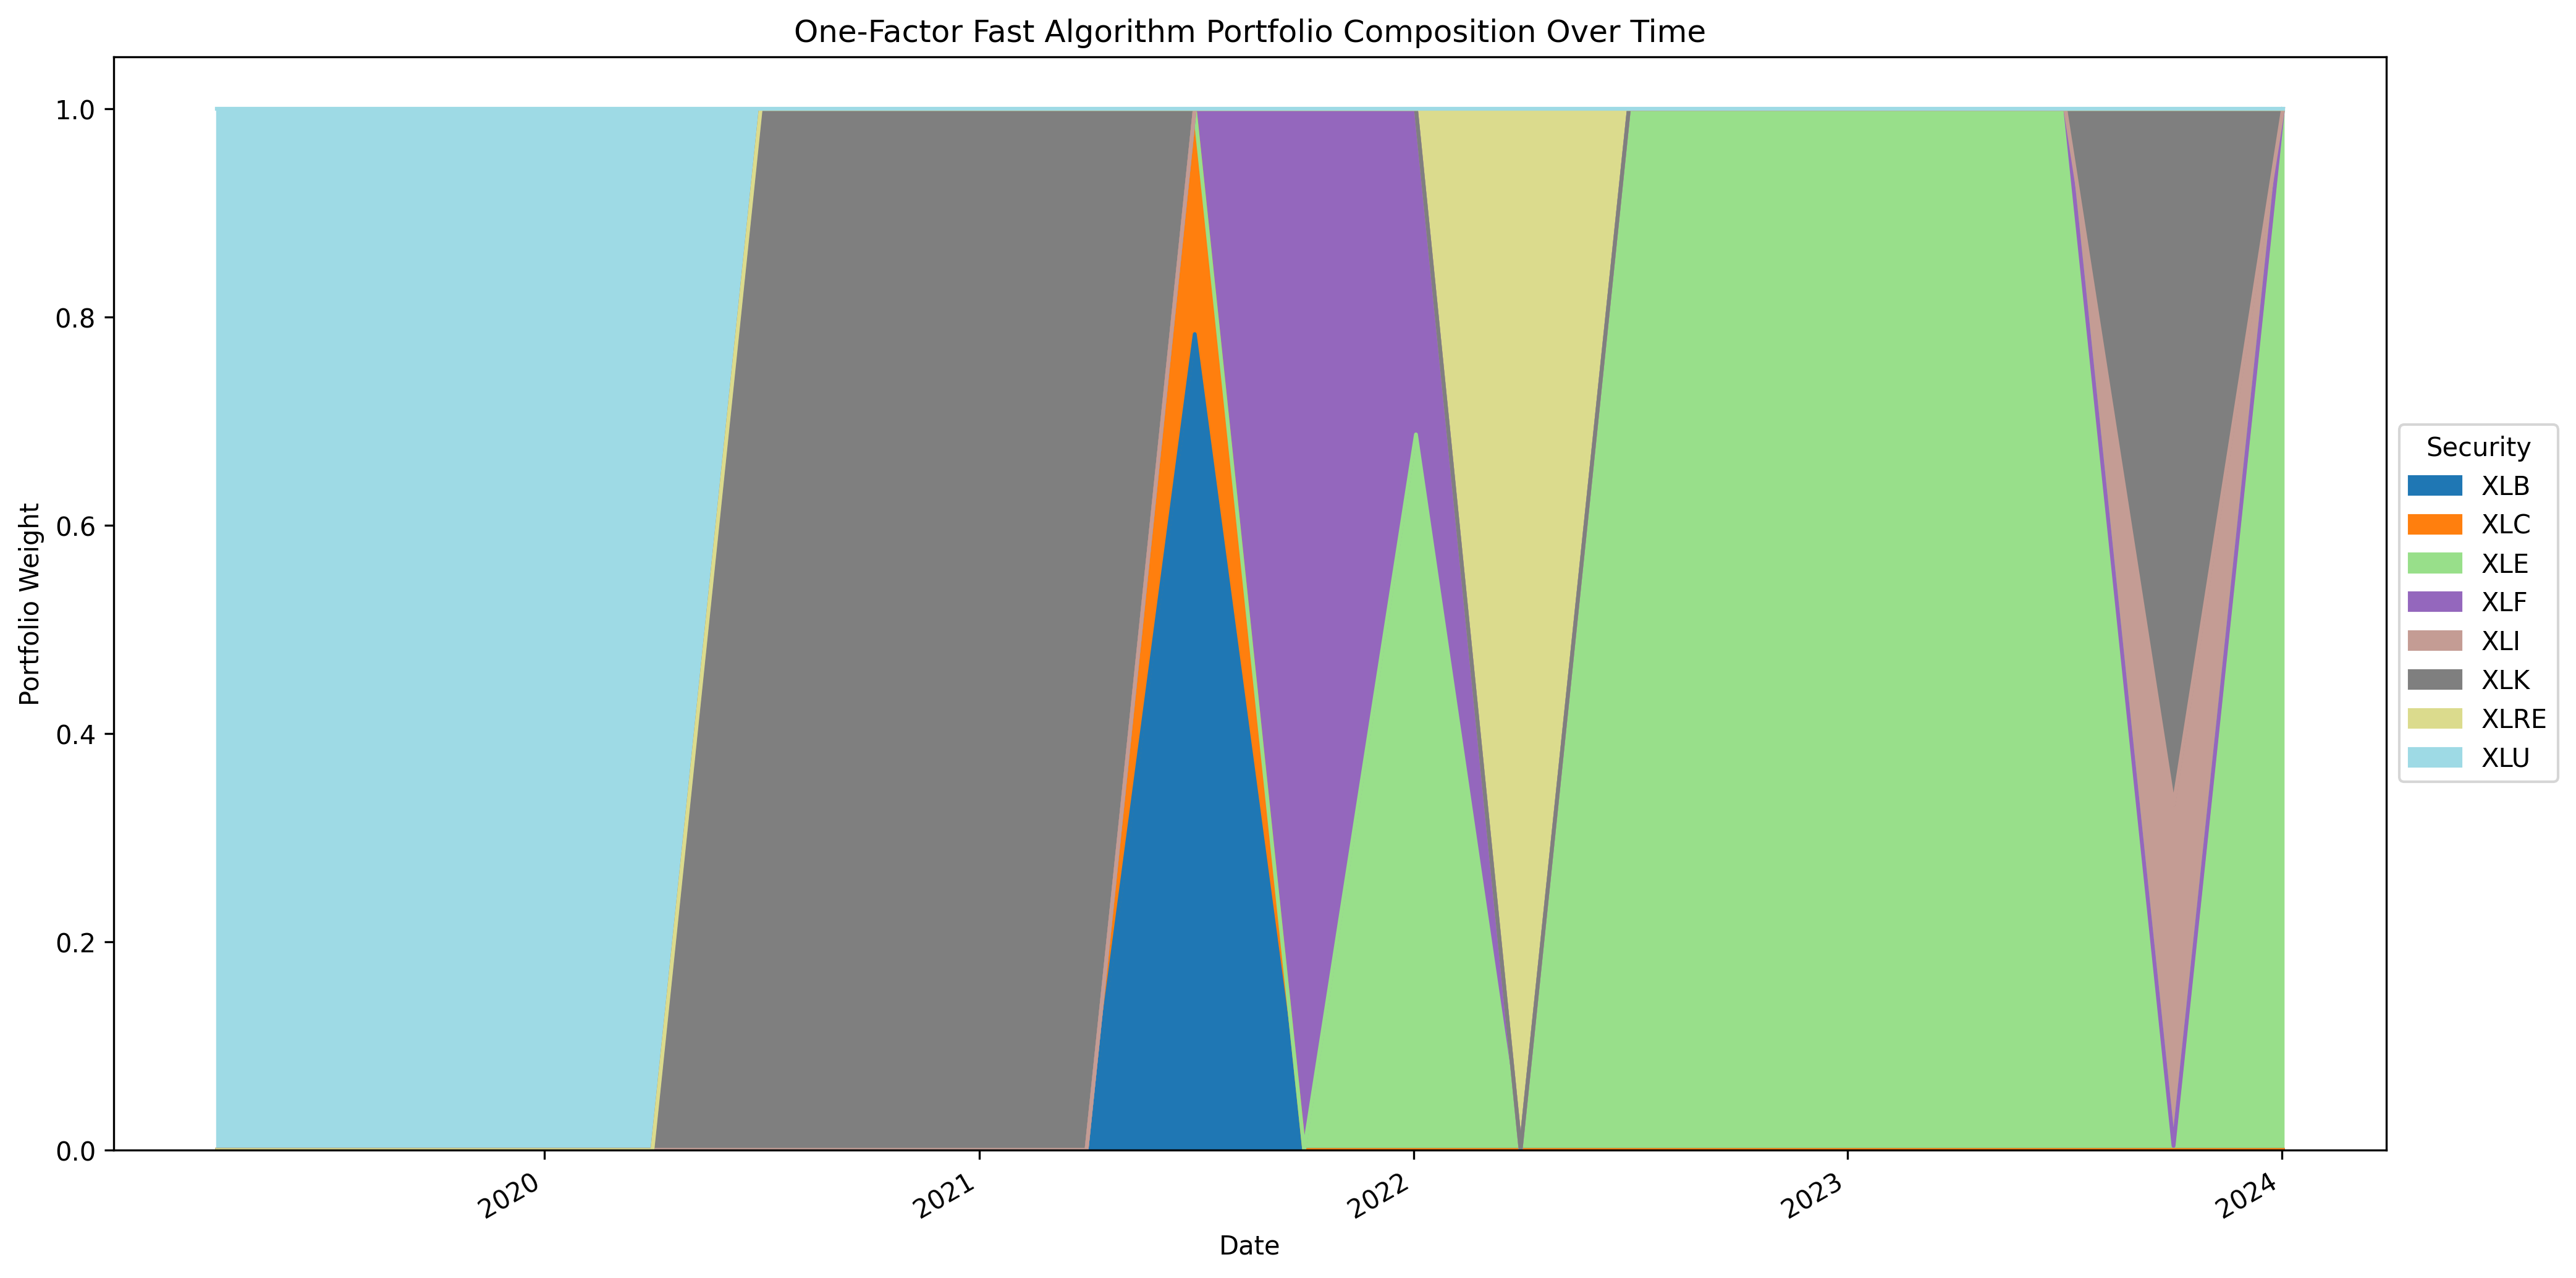 One-Factor Fast Algorithm Portfolio Composition Over Time
Portfolio Weight
1.0
0.8
0.6
0.4
0.2
0.0
2020
2021
2022
2023
2024
Date
Security
XLB
XLC
XLE
XLF
XLI
XLK
XLRE
XLU